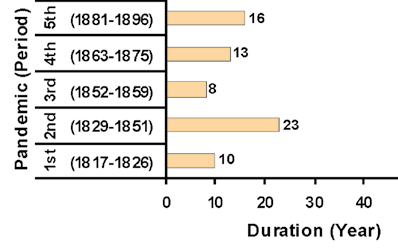 Pandemic (Period)
5th (1881-1896) 16
4th (1863-1875) 13
3rd (1852-1859) 8
2nd (1829-1851) 23
1st (1817-1826) 10
0 10 20 30 40
Duration (Year)